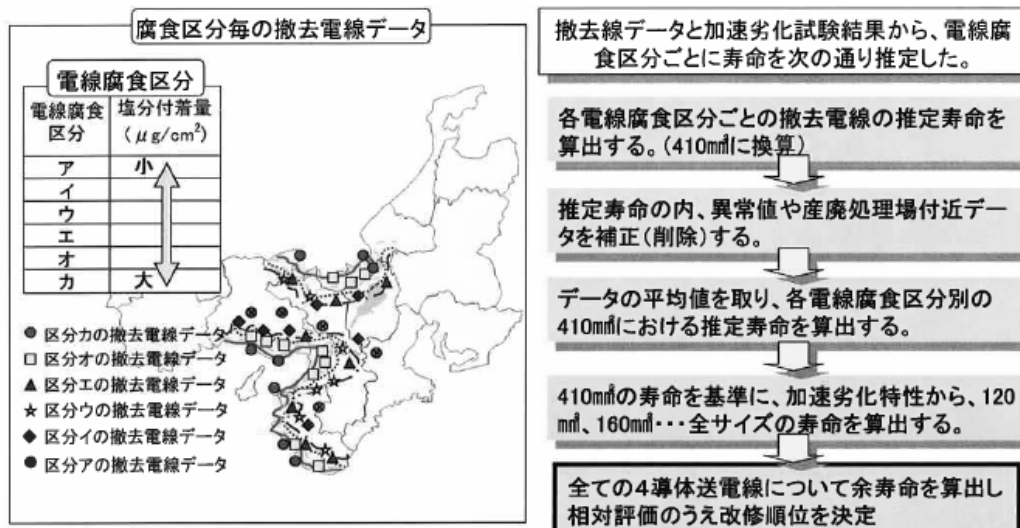 腐食区分毎の撤去電線データ
電線腐食区分
電線腐食
区分
塩分付着量
(μg/cm²)
ア
小
イ
ウ
エ
オ
カ
大
区分カの撤去電線データ
区分オの撤去電線データ
区分エの撤去電線データ
区分ウの撤去電線データ
区分イの撤去電線データ
区分アの撤去電線データ
撤去線データと加速劣化試験結果から、電線腐
食区分ごとに寿命を次の通り推定した。
各電線腐食区分ごとの撤去電線の推定寿命を
算出する。(410m㎡に換算)
推定寿命の内、異常値や産廃処理場付近デー
タを補正(削除)する。
データの平均値を取り、各電線腐食区分別の
410m㎡における推定寿命を算出する。
410m㎡の寿命を基準に、加速劣化特性から、120
m㎡、160m㎡・・・全サイズの寿命を算出する。
全ての4導体送電線について余寿命を算出し
相対評価のうえ改修順位を決定